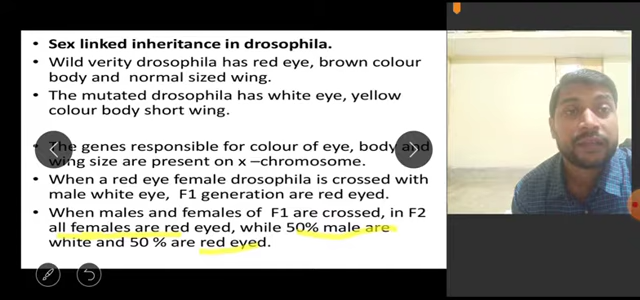 • Sex linked inheritance in drosophila.
• Wild verity drosophila has red eye, brown colour
body and normal sized wing.
• The mutated drosophila has white eye, yellow
colour body short wing.
• The genes responsible for colour of eye, body and
wing size are present on x –chromosome.
• When a red eye female drosophila is crossed with
male white eye, F1 generation are red eyed.
• When males and females of F1 are crossed, in F2
all females are red eyed, while 50% male are
white and 50 % are red eyed.